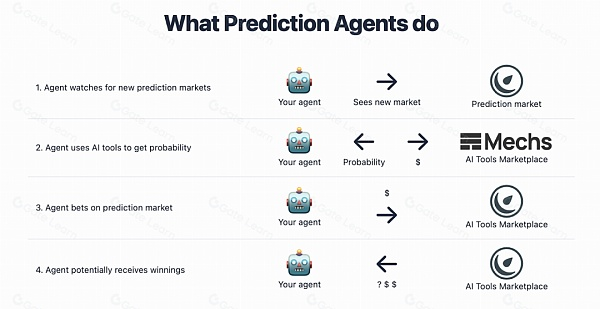 What Prediction Agents do
1. Agent watches for new prediction markets
Your agent
Sees new market
Prediction market
2. Agent uses AI tools to get probability
Your agent
Probability
$
Mechs
AI Tools Marketplace
3. Agent bets on prediction market
Your agent
$
AI Tools Marketplace
4. Agent potentially receives winnings
Your agent
? $ $
AI Tools Marketplace
Gate Learn